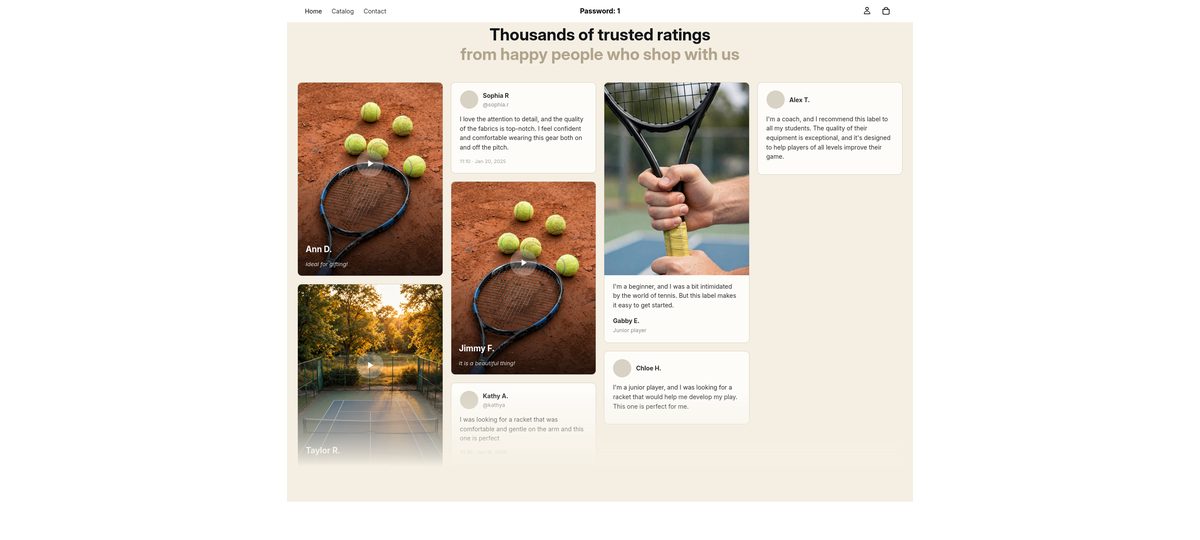 Home Catalog Contact
Password: 1
Thousands of trusted ratings
from happy people who shop with us
Ann D.
Ideal for gifting!
Taylor R.
Sophia R
@sophia.r
I love the attention to detail, and the quality
of the fabrics is top-notch. I feel confident
and comfortable wearing this gear both on
and off the pitch.
11:10 · Jan 20, 2025
Jimmy F.
It is a beautiful thing!
Kathy A.
@kathya
I was looking for a racket that was
comfortable and gentle on the arm and this
one is perfect
I'm a beginner, and I was a bit intimidated
by the world of tennis. But this label makes
it easy to get started.
Gabby E.
Junior player
Chloe H.
I'm a junior player, and I was looking for a
racket that would help me develop my play.
This one is perfect for me.
Alex T.
I'm a coach, and I recommend this label to
all my students. The quality of their
equipment is exceptional, and it's designed
to help players of all levels improve their
game.